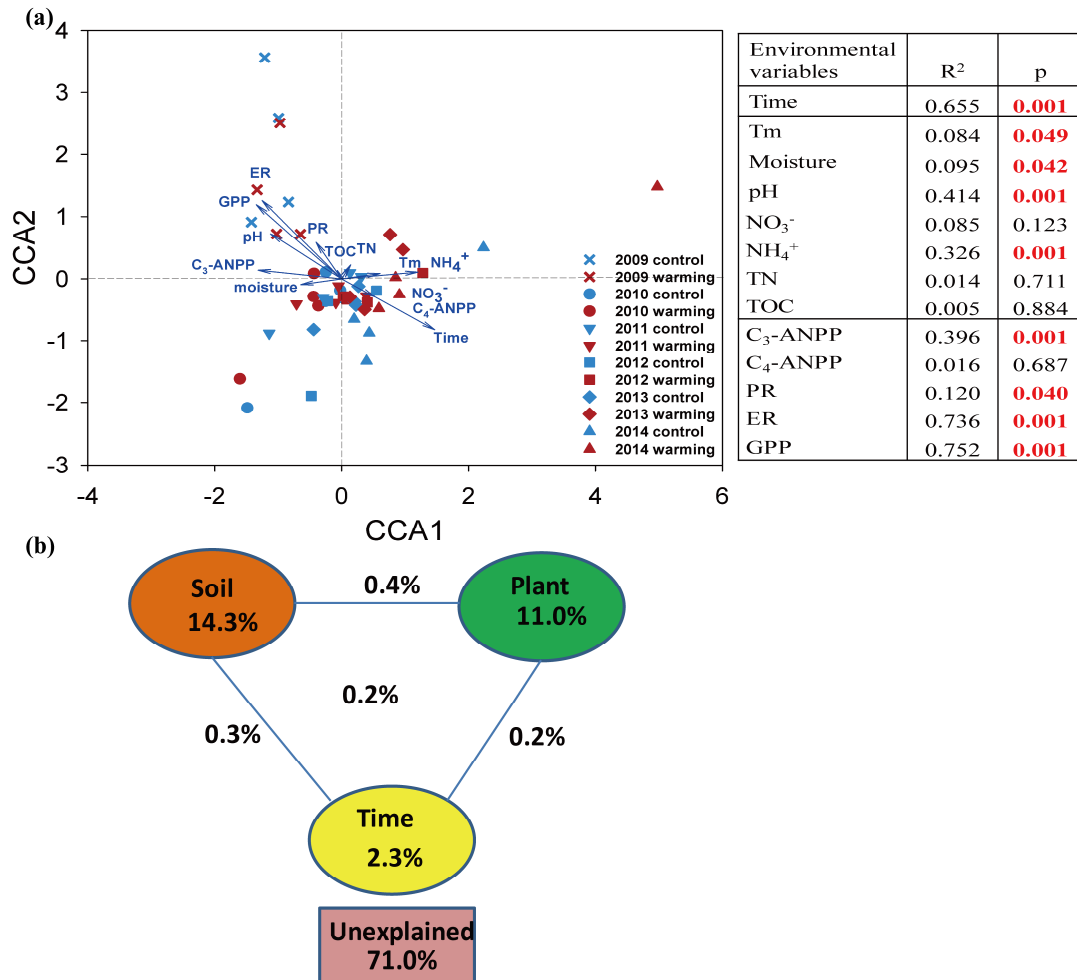 (a)
4
3
2
1
0
-1
-2
-3
CCA2
-4
-2
0
2
4
6
CCA1
ER
GPP
pH
PR
TOC
TN
C₃-ANPP
moisture
Tm
NH₄⁺
NO₃⁻
C₄-ANPP
Time
2009 control
2009 warming
2010 control
2010 warming
2011 control
2011 warming
2012 control
2012 warming
2013 control
2013 warming
2014 control
2014 warming
Environmental
variables R² p
Time 0.655 0.001
Tm 0.084 0.049
Moisture 0.095 0.042
pH 0.414 0.001
NO₃⁻ 0.085 0.123
NH₄⁺ 0.326 0.001
TN 0.014 0.711
TOC 0.005 0.884
C₃-ANPP 0.396 0.001
C₄-ANPP 0.016 0.687
PR 0.120 0.040
ER 0.736 0.001
GPP 0.752 0.001
(b)
Soil
14.3%
0.4%
Plant
11.0%
0.2%
0.3%
0.2%
Time
2.3%
Unexplained
71.0%